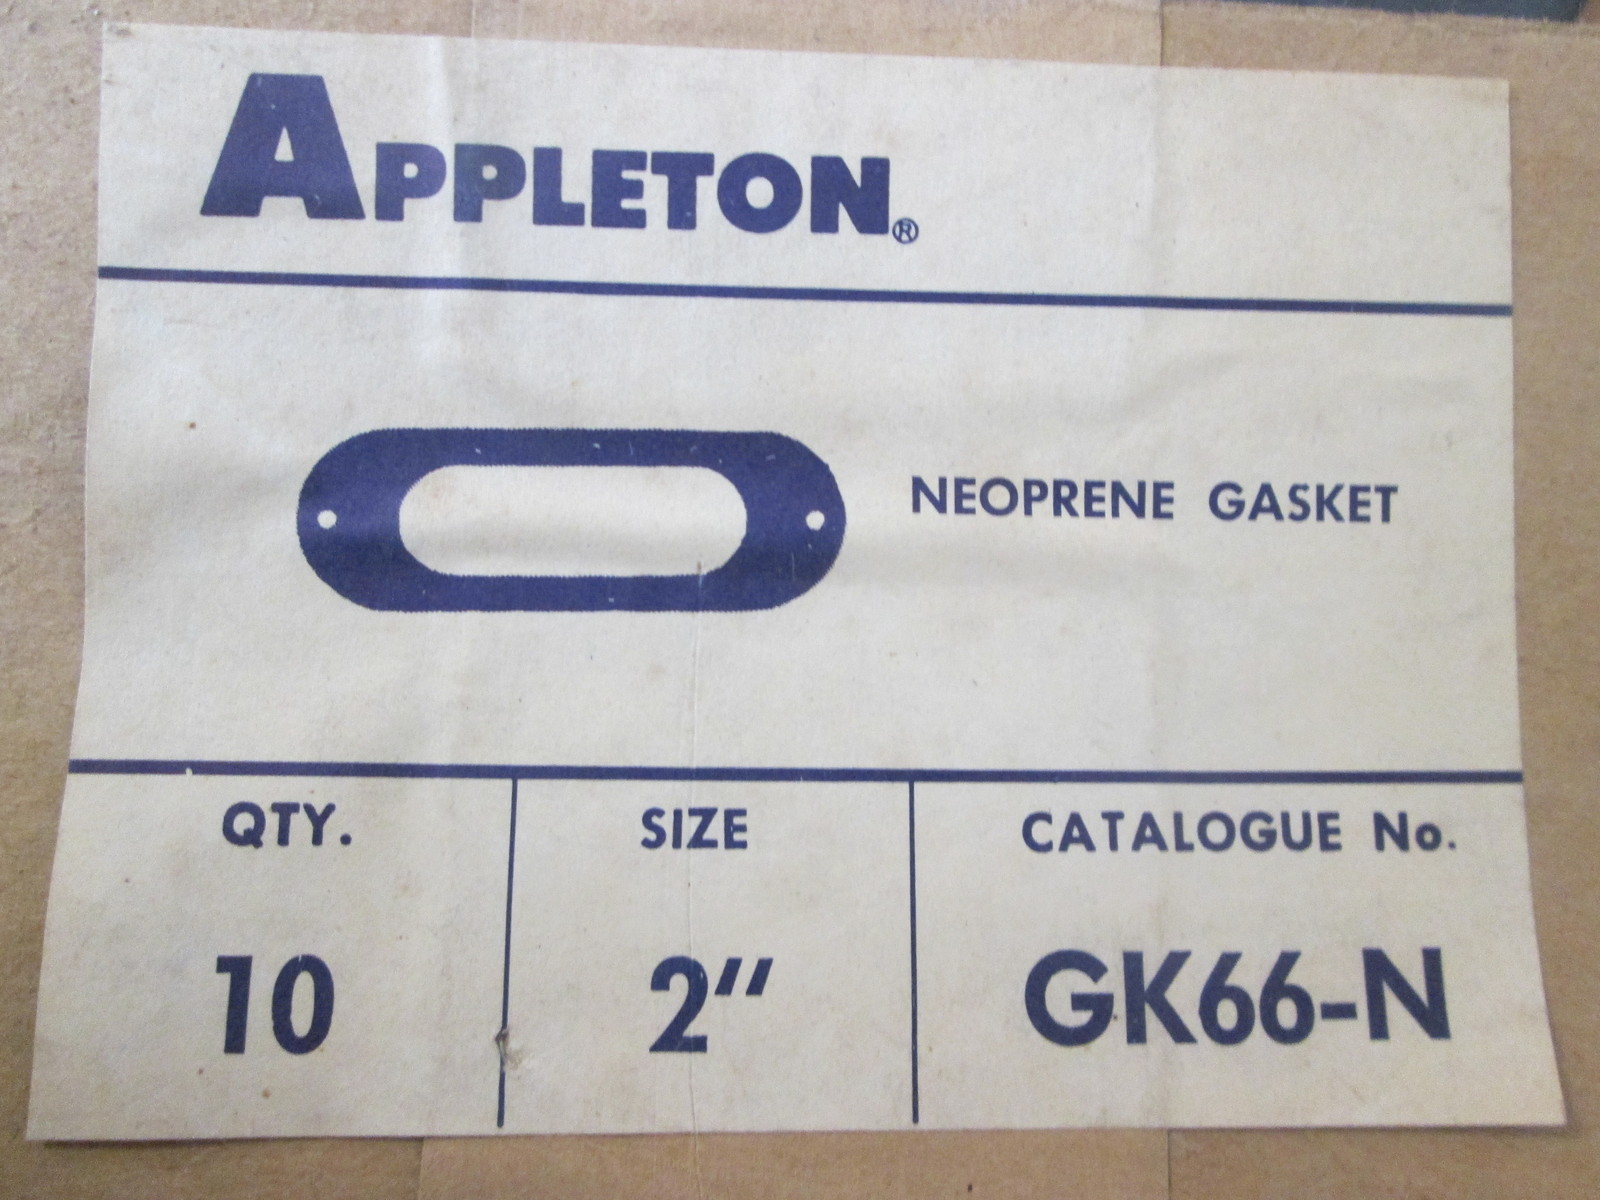 APPLETON®
NEOPRENE GASKET
QTY. SIZE CATALOGUE No.
10 2" GK66-N